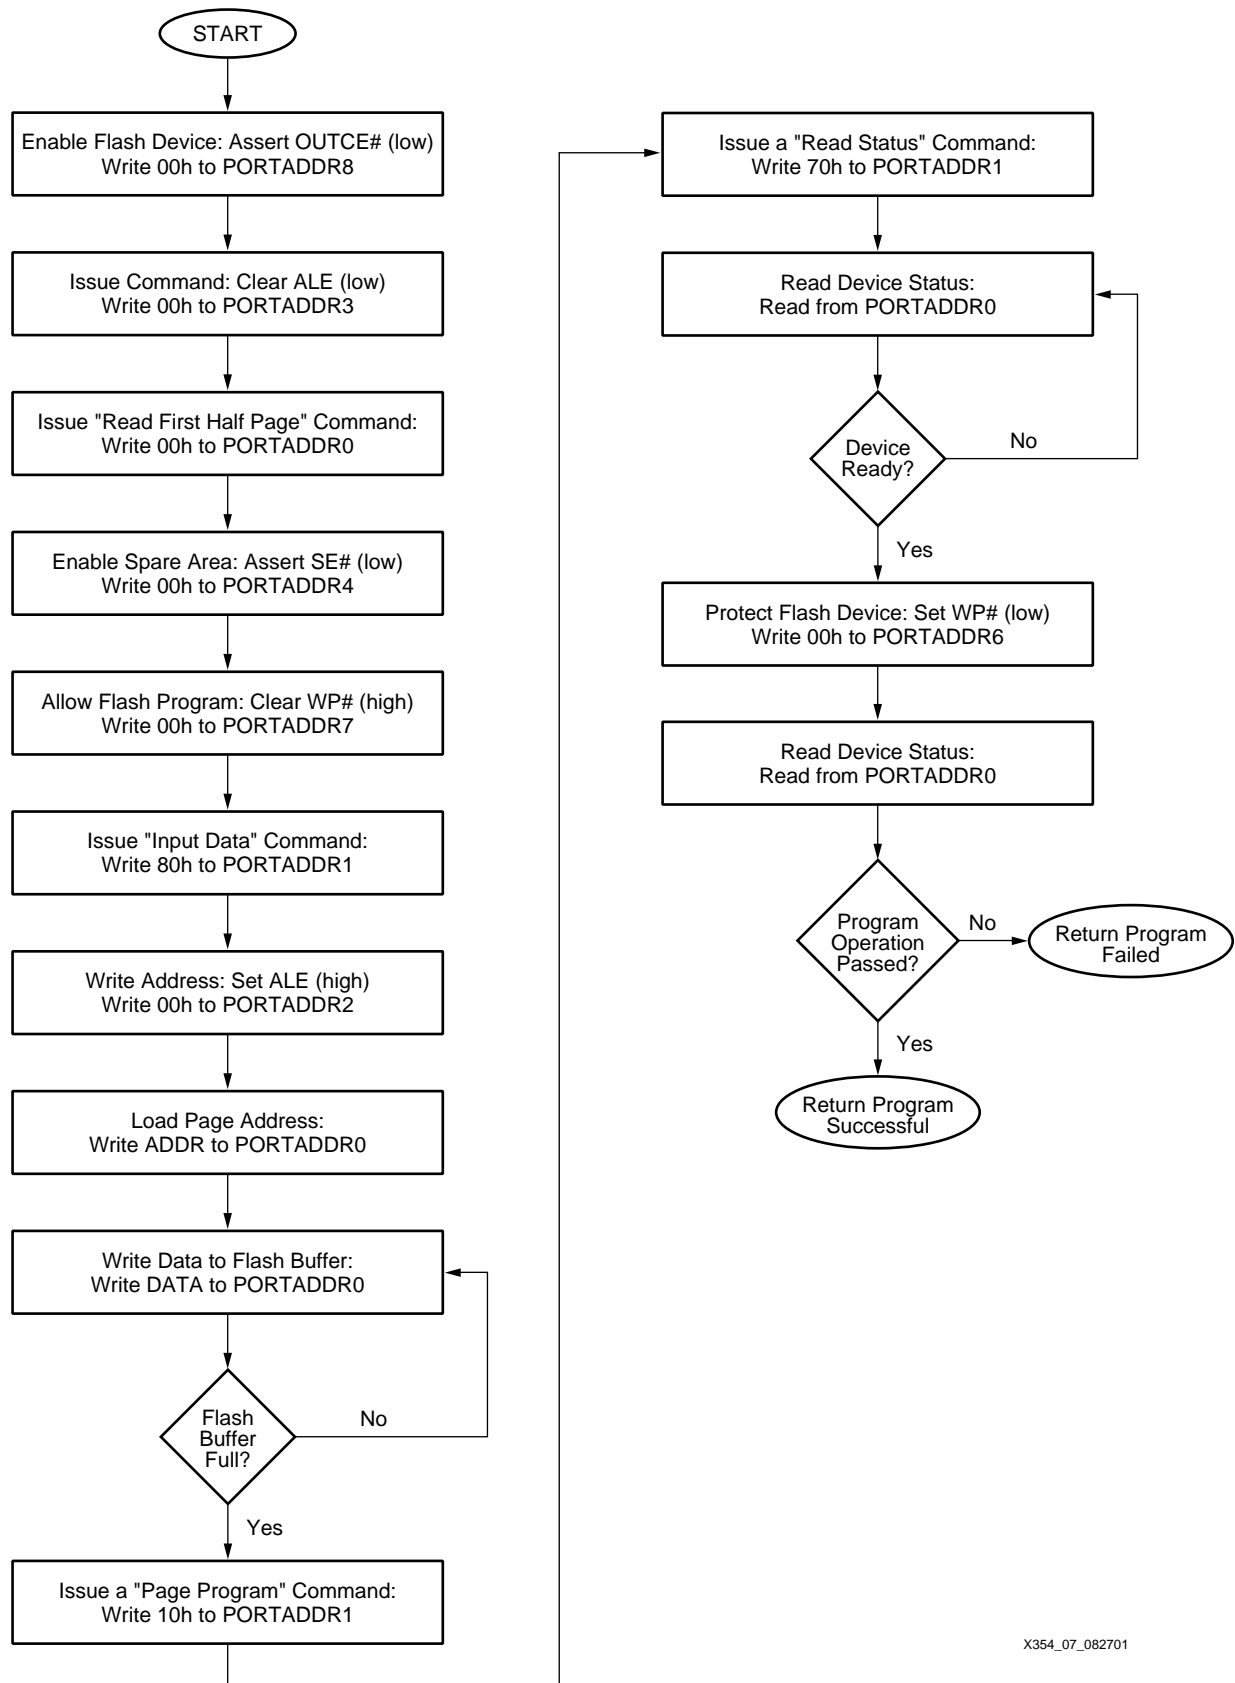 START
Enable Flash Device: Assert OUTCE# (low)
Write 00h to PORTADDR8
Issue Command: Clear ALE (low)
Write 00h to PORTADDR3
Issue "Read First Half Page" Command:
Write 00h to PORTADDR0
Enable Spare Area: Assert SE# (low)
Write 00h to PORTADDR4
Allow Flash Program: Clear WP# (high)
Write 00h to PORTADDR7
Issue "Input Data" Command:
Write 80h to PORTADDR1
Write Address: Set ALE (high)
Write 00h to PORTADDR2
Load Page Address:
Write ADDR to PORTADDR0
Write Data to Flash Buffer:
Write DATA to PORTADDR0
Flash
Buffer
Full?
No
Yes
Issue a "Page Program" Command:
Write 10h to PORTADDR1
Issue a "Read Status" Command:
Write 70h to PORTADDR1
Read Device Status:
Read from PORTADDR0
Device
Ready?
No
Yes
Protect Flash Device: Set WP# (low)
Write 00h to PORTADDR6
Read Device Status:
Read from PORTADDR0
Program
Operation
Passed?
No
Return Program
Failed
Yes
Return Program
Successful
X354_07_082701